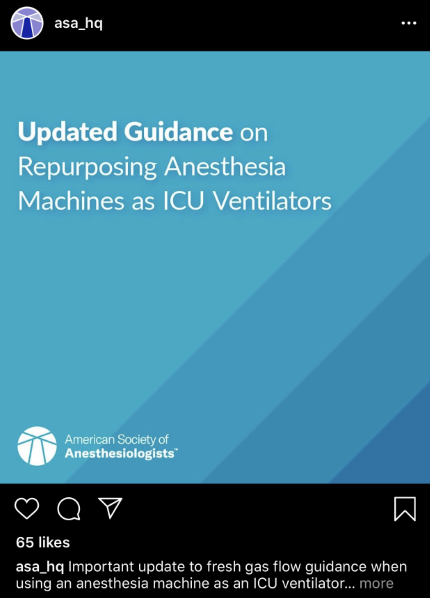 asa_hq
Updated Guidance on
Repurposing Anesthesia
Machines as ICU Ventilators
American Society of
Anesthesiologists™
65 likes
asa_hq Important update to fresh gas flow guidance when
using an anesthesia machine as an ICU ventilator... more